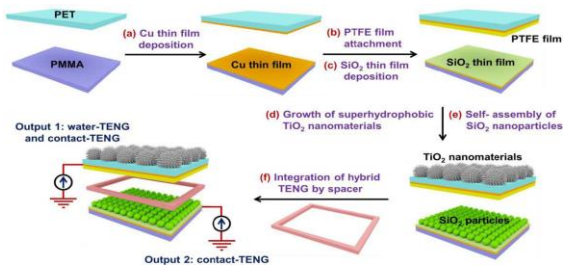 PET
(a) Cu thin film
deposition
PMMA
Cu thin film
(b) PTFE film
attachment
(c) SiO₂ thin film
deposition
PTFE film
SiO₂ thin film
(d) Growth of superhydrophobic
TiO₂ nanomaterials
(e) Self- assembly of
SiO₂ nanoparticles
Output 1: water-TENG
and contact-TENG
(f) Integration of hybrid
TENG by spacer
TiO₂ nanomaterials
SiO₂ particles
Output 2: contact-TENG